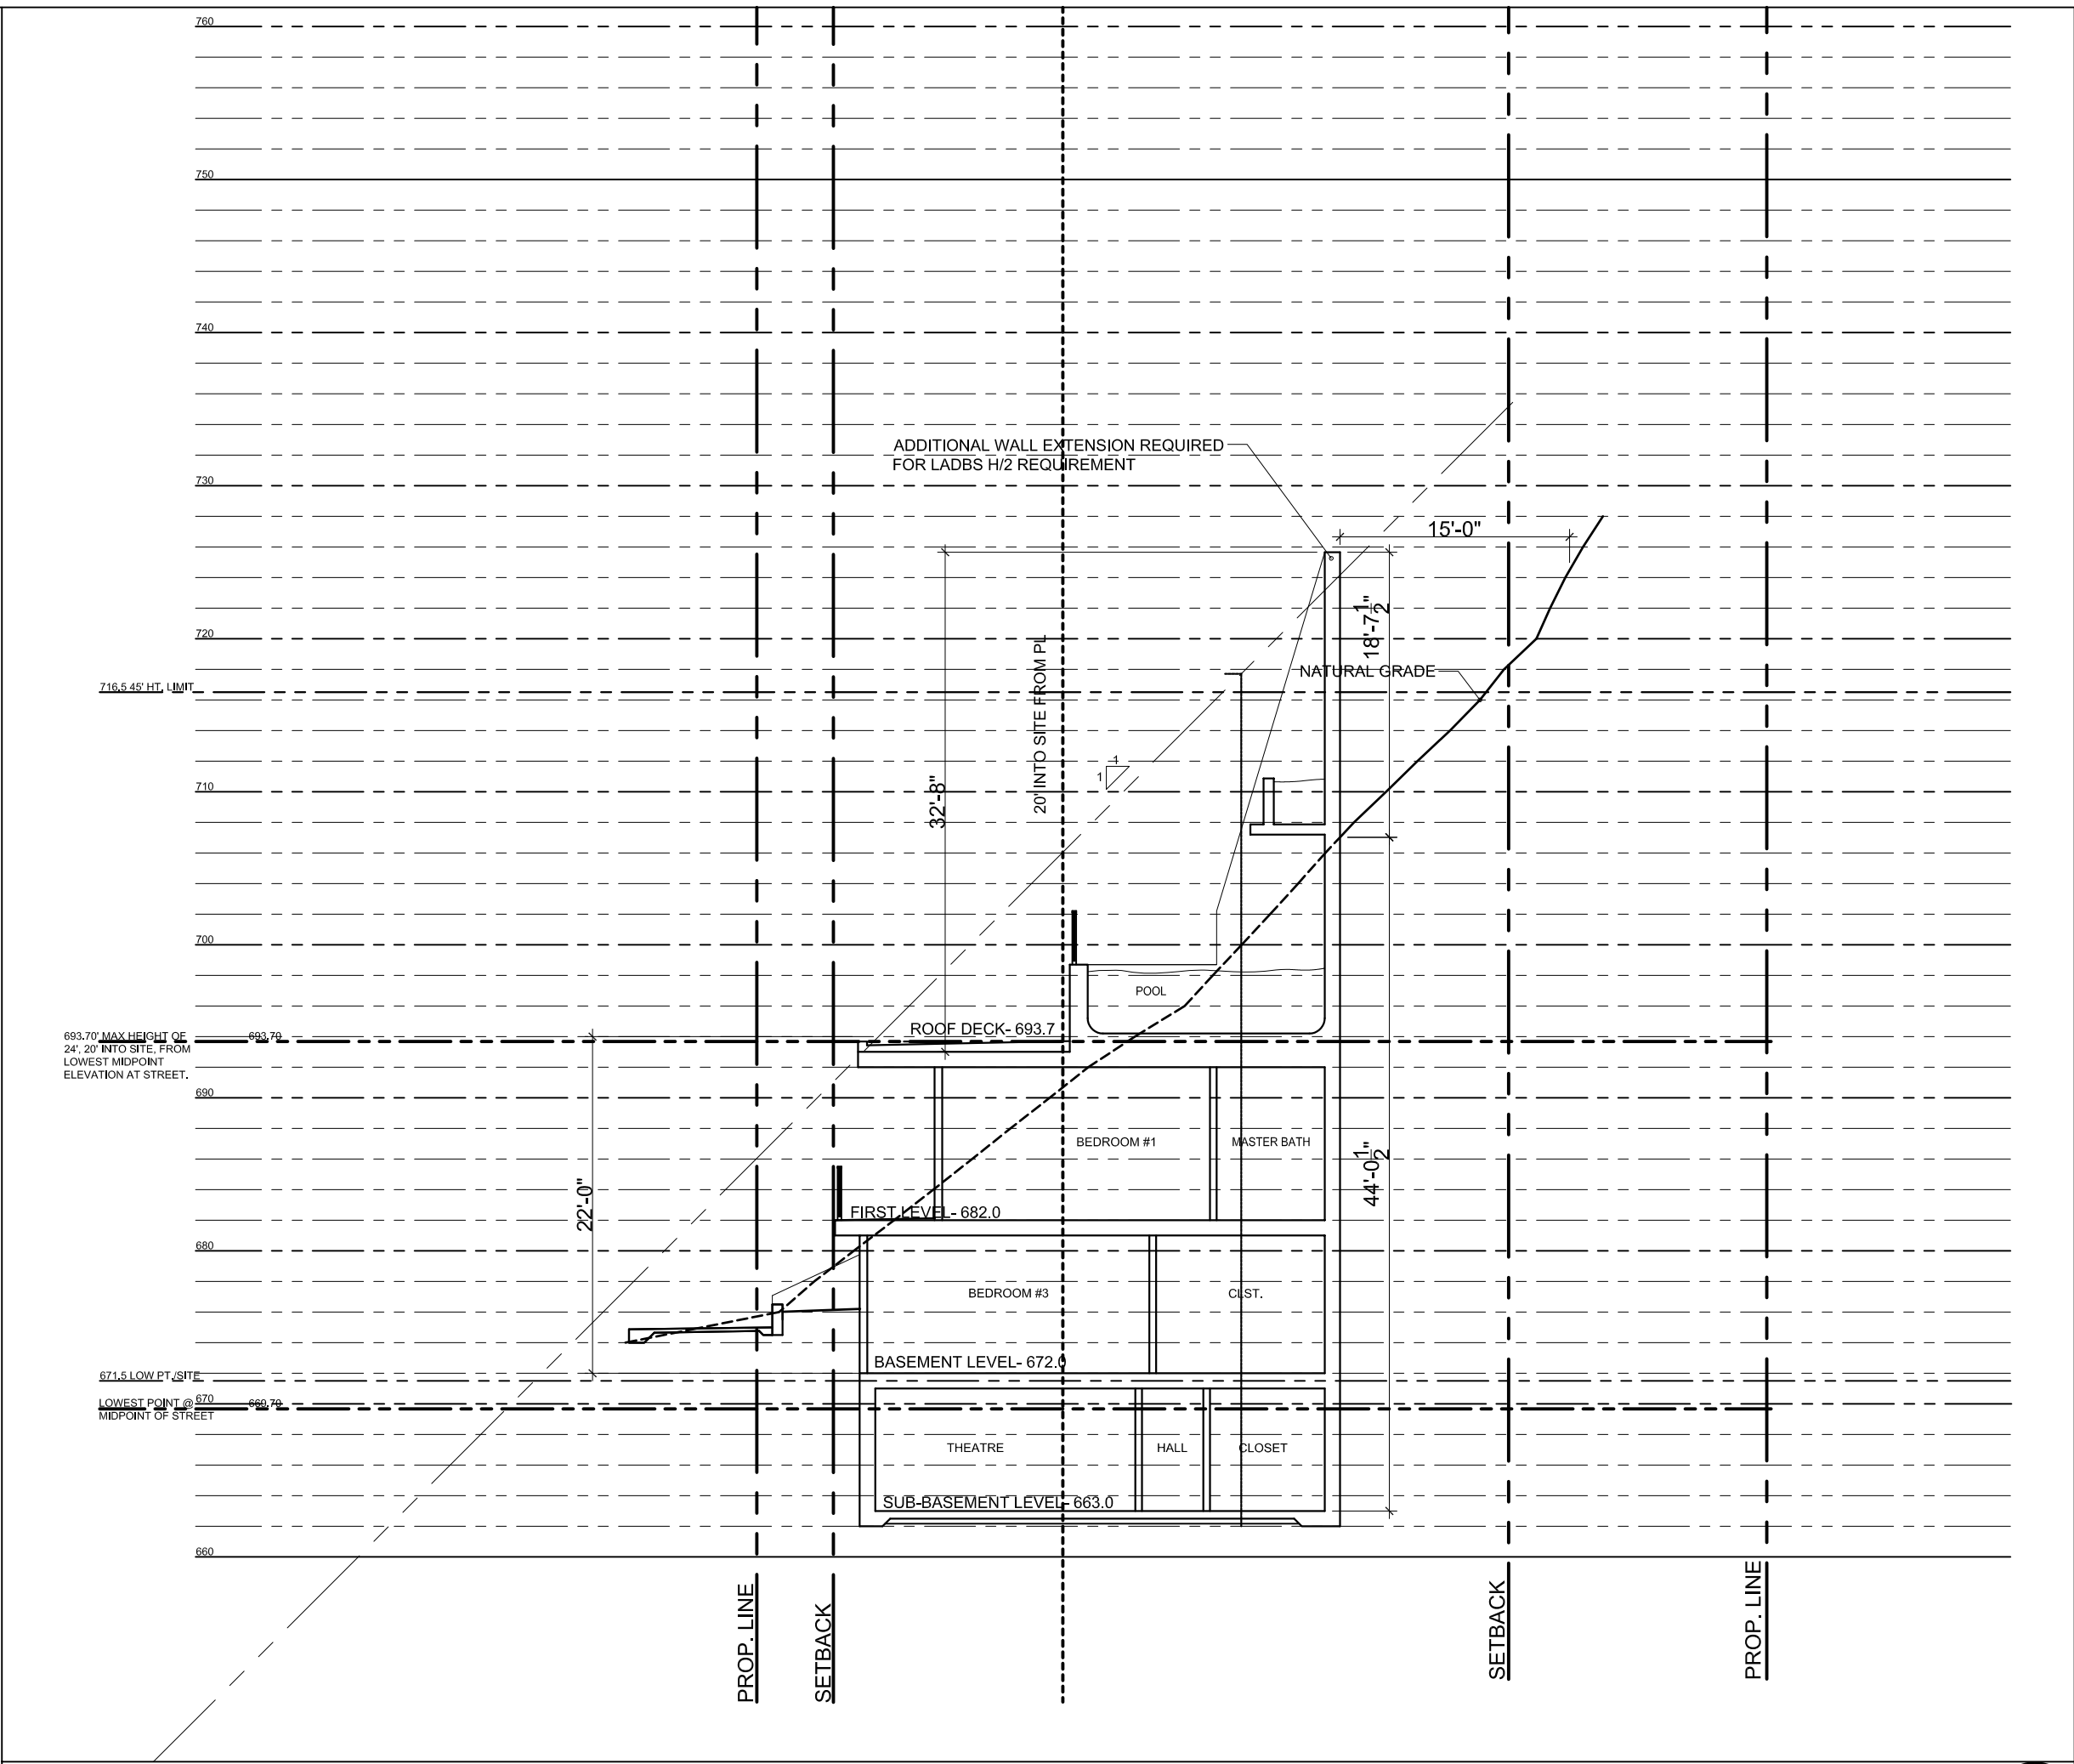 760
750
740
ADDITIONAL WALL EXTENSION REQUIRED
FOR LADBS H/2 REQUIREMENT
730
15'-0"
18'-7 1/2"
720
20' INTO SITE FROM PL
NATURAL GRADE
716.5 45' HT. LIMIT
1
1
32'-8"
710
700
POOL
ROOF DECK- 693.7
693.70' MAX HEIGHT OF
24', 20' INTO SITE, FROM
LOWEST MIDPOINT
ELEVATION AT STREET.
693.70
690
BEDROOM #1
MASTER BATH
44'-0 1/2"
22'-0"
FIRST LEVEL- 682.0
680
BEDROOM #3
CLST.
BASEMENT LEVEL- 672.0
671.5 LOW PT./SITE
670
LOWEST POINT @
MIDPOINT OF STREET
669.70
THEATRE
HALL
CLOSET
SUB-BASEMENT LEVEL- 663.0
660
PROP. LINE
SETBACK
SETBACK
PROP. LINE